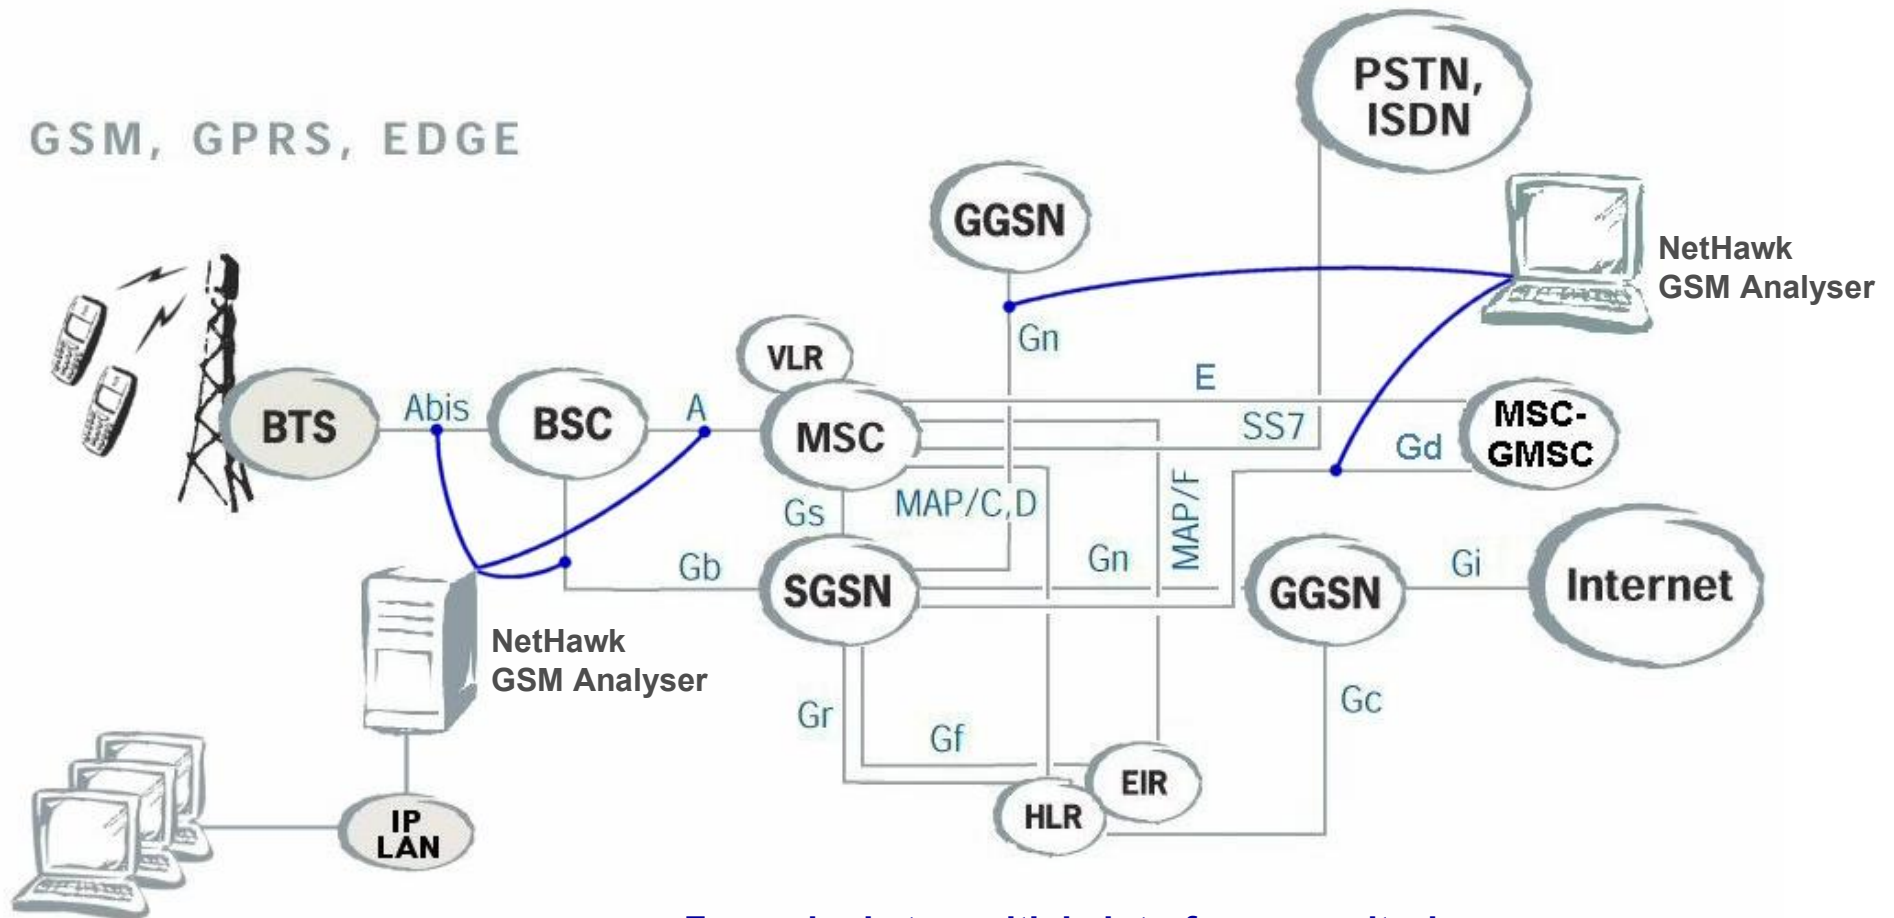 GSM, GPRS, EDGE
PSTN,
ISDN
GGSN
NetHawk
GSM Analyser
Gn
VLR
E
BTS
Abis
BSC
A
MSC
SS7
MSC-
GMSC
Gd
Gs
MAP/C,D
MAP/F
Gb
SGSN
Gn
GGSN
Gi
Internet
NetHawk
GSM Analyser
Gr
Gf
Gc
EIR
HLR
IP
LAN